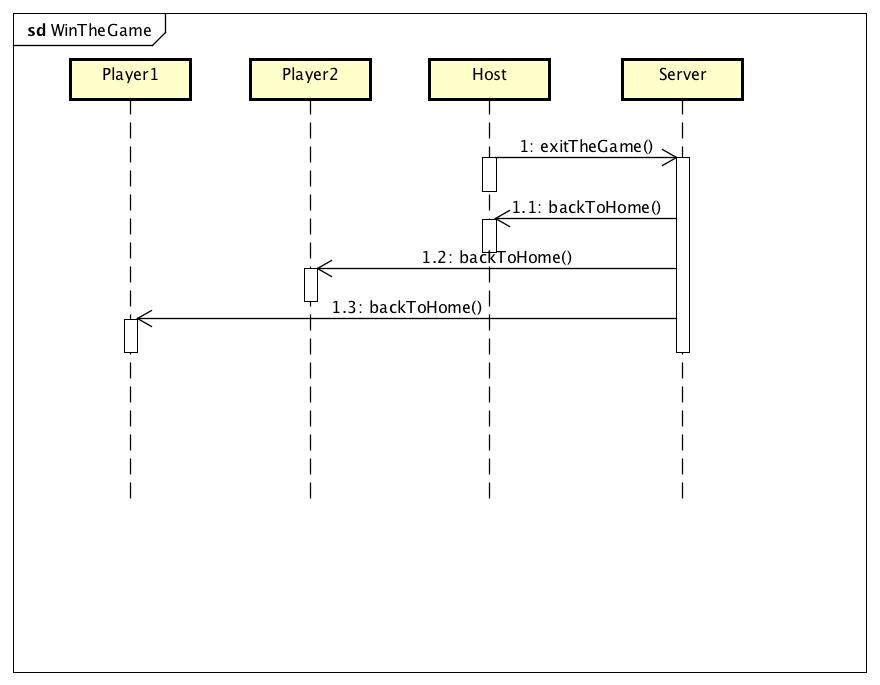 sd WinTheGame
Player1
Player2
Host
Server
1: exitTheGame()
1.1: backToHome()
1.2: backToHome()
1.3: backToHome()